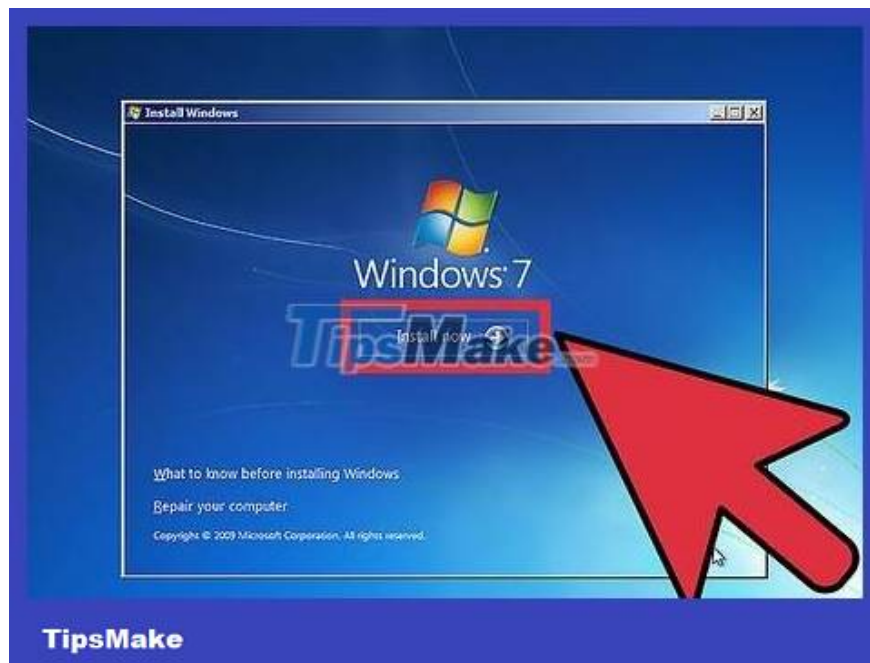 Install Windows
Windows 7
Install now
TipsMake.com
What to know before installing Windows
Repair your computer
Copyright © 2009 Microsoft Corporation. All rights reserved.
TipsMake